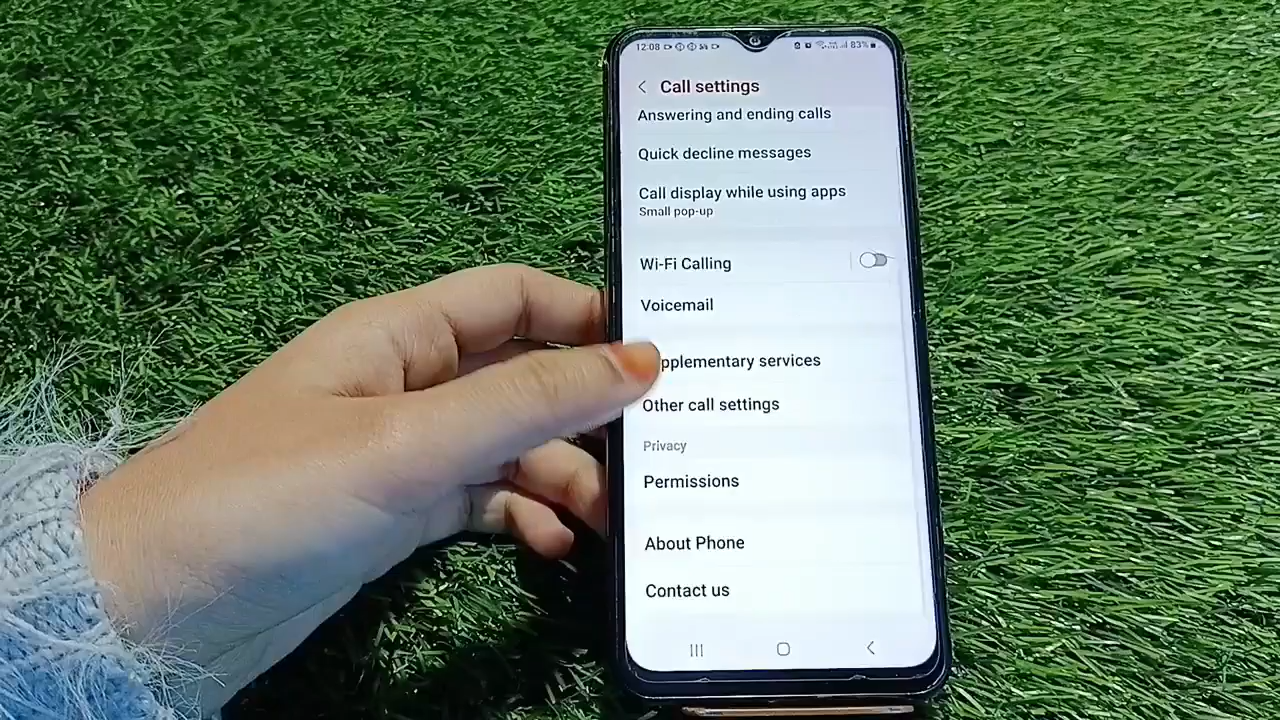 12:08 83%
Call settings
Answering and ending calls
Quick decline messages
Call display while using apps
Small pop-up
Wi-Fi Calling
Voicemail
pplementary services
Other call settings
Privacy
Permissions
About Phone
Contact us